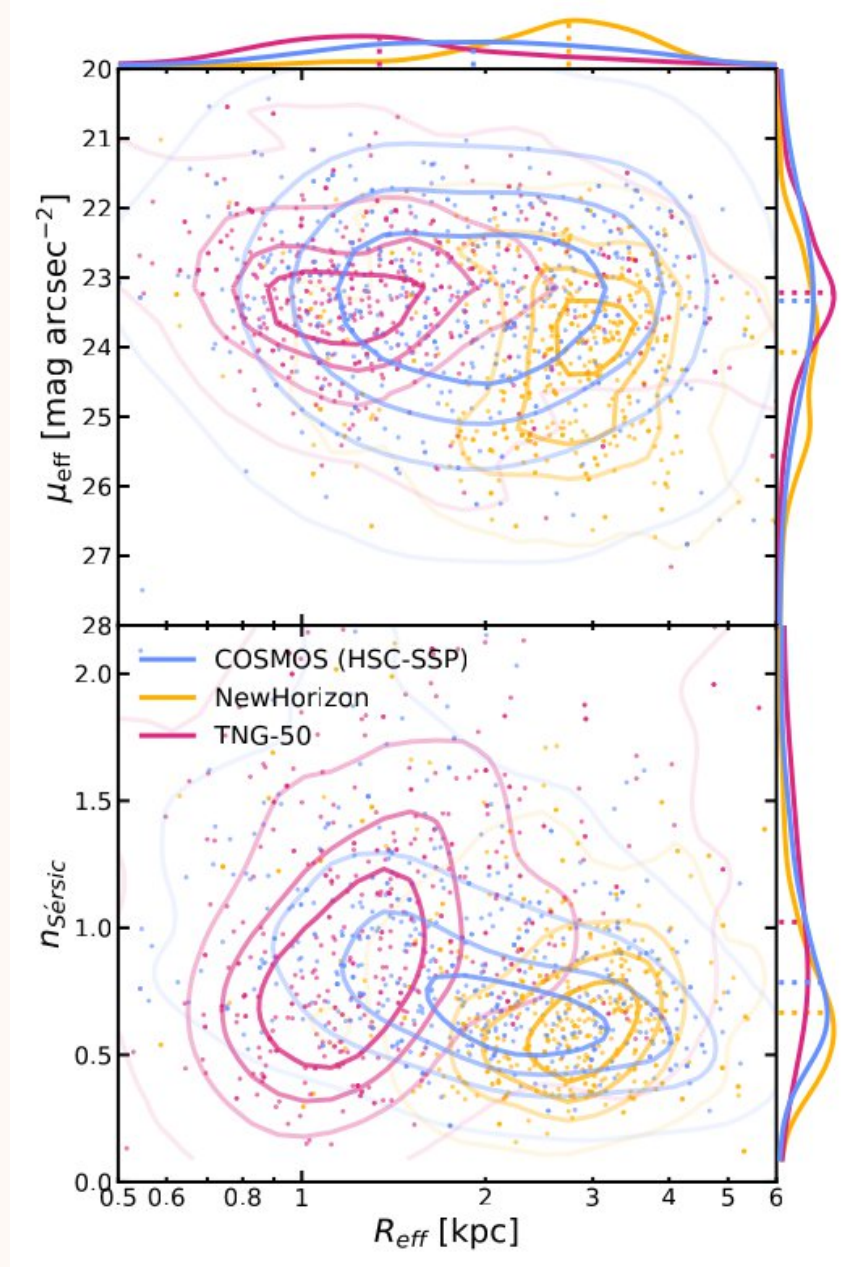 20
21
22
23
24
25
26
27
28
μeff [mag arcsec−2]
COSMOS (HSC-SSP)
NewHorizon
TNG-50
2.0
1.5
1.0
0.5
0.0
nSérsic
0.5 0.6 0.8 1 2 3 4 5 6
Reff [kpc]